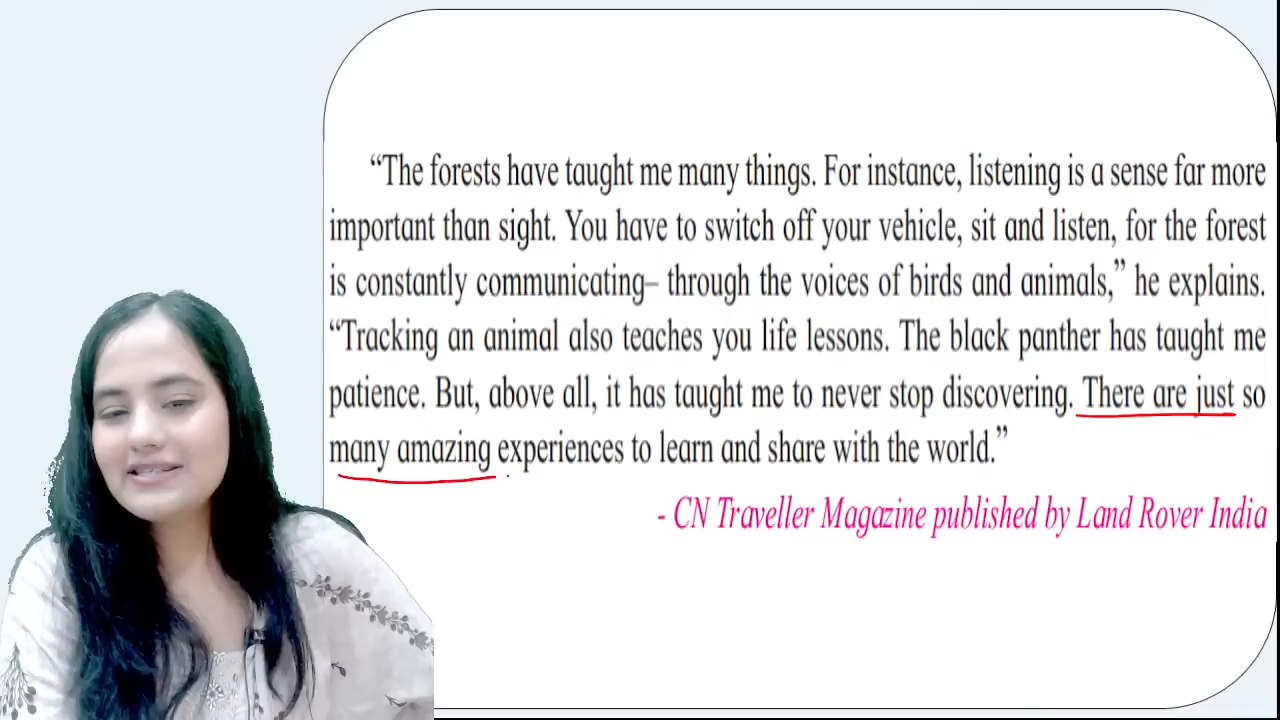 “The forests have taught me many things. For instance, listening is a sense far more
important than sight. You have to switch off your vehicle, sit and listen, for the forest
is constantly communicating– through the voices of birds and animals,” he explains.
“Tracking an animal also teaches you life lessons. The black panther has taught me
patience. But, above all, it has taught me to never stop discovering. There are just so
many amazing experiences to learn and share with the world.”
- CN Traveller Magazine published by Land Rover India